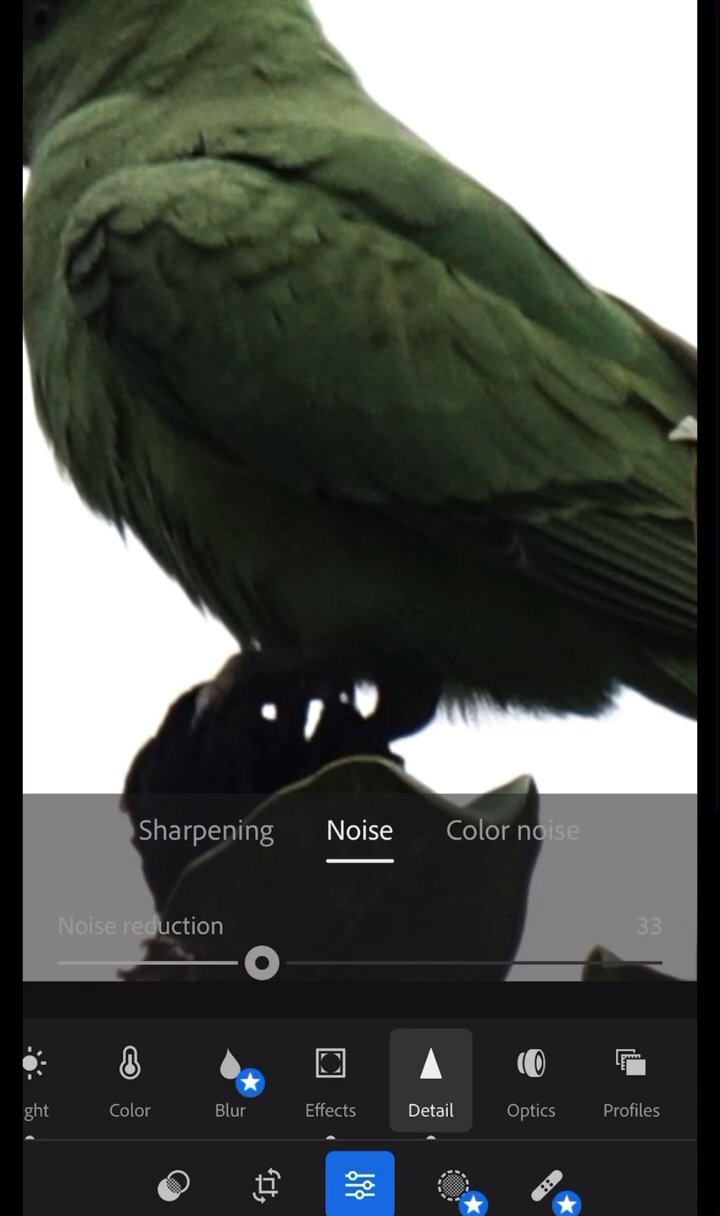 Sharpening Noise Color noise
Noise reduction 33
ght Color Blur Effects Detail Optics Profiles